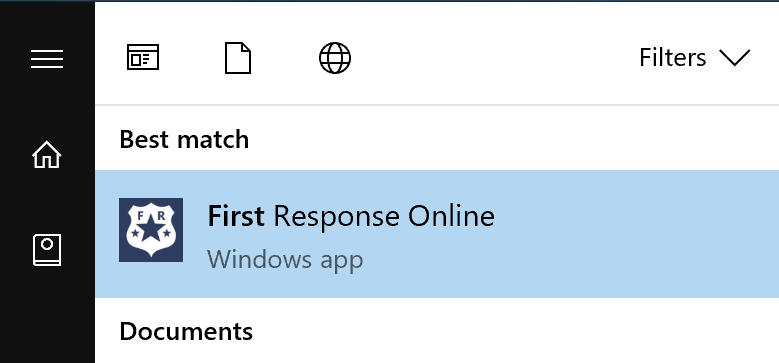 Filters
Best match
F R
First Response Online
Windows app
Documents